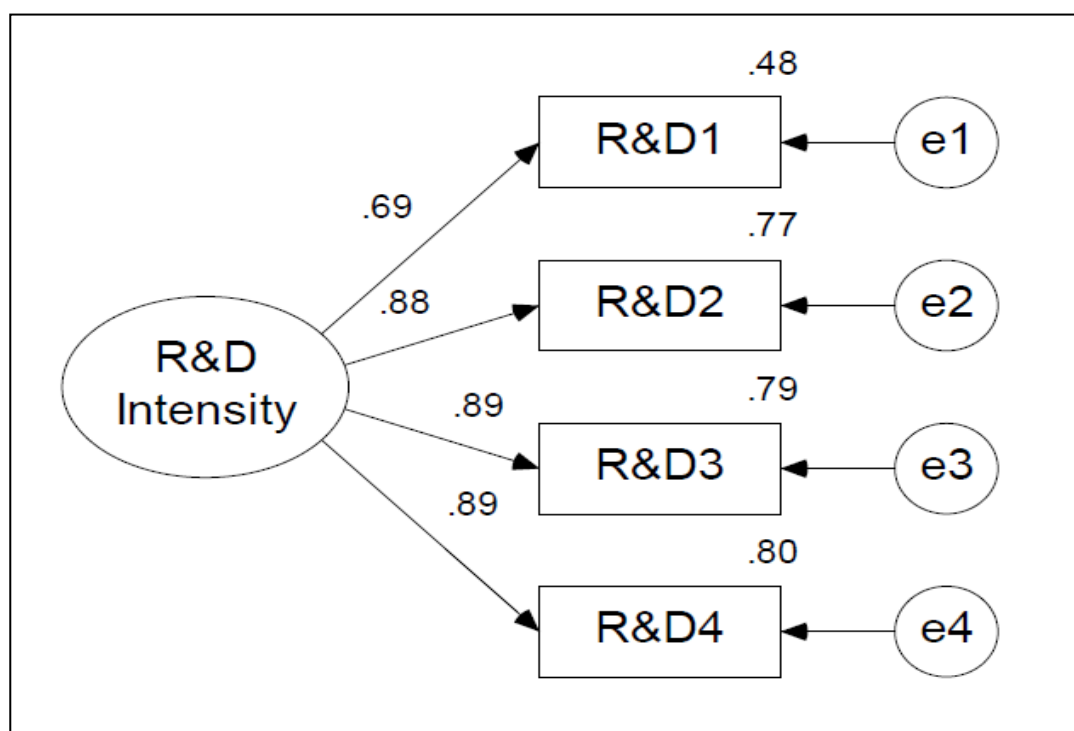 .48
R&D1
e1
.69
.77
.88
R&D2
e2
R&D
Intensity
.79
.89
R&D3
e3
.89
.80
R&D4
e4